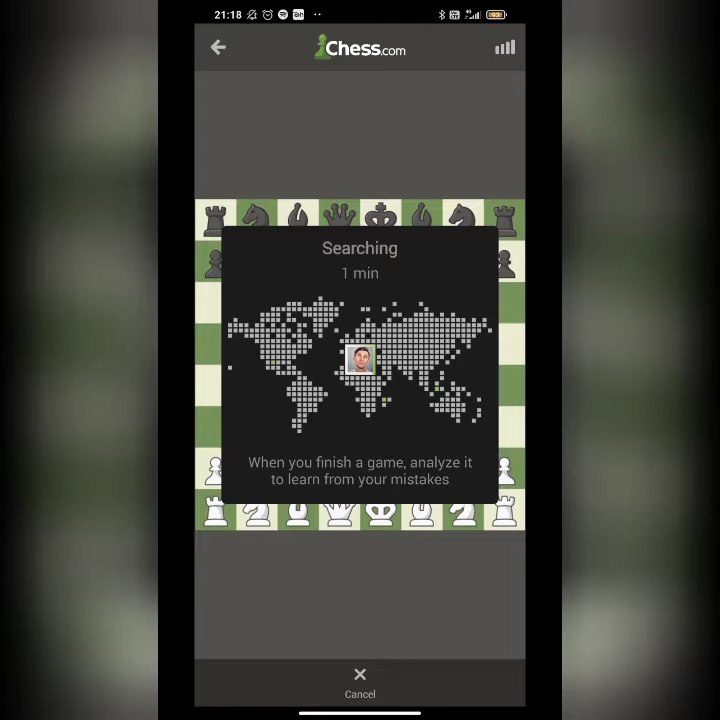 21:18
Chess.com
Searching
1 min
When you finish a game, analyze it
to learn from your mistakes
Cancel